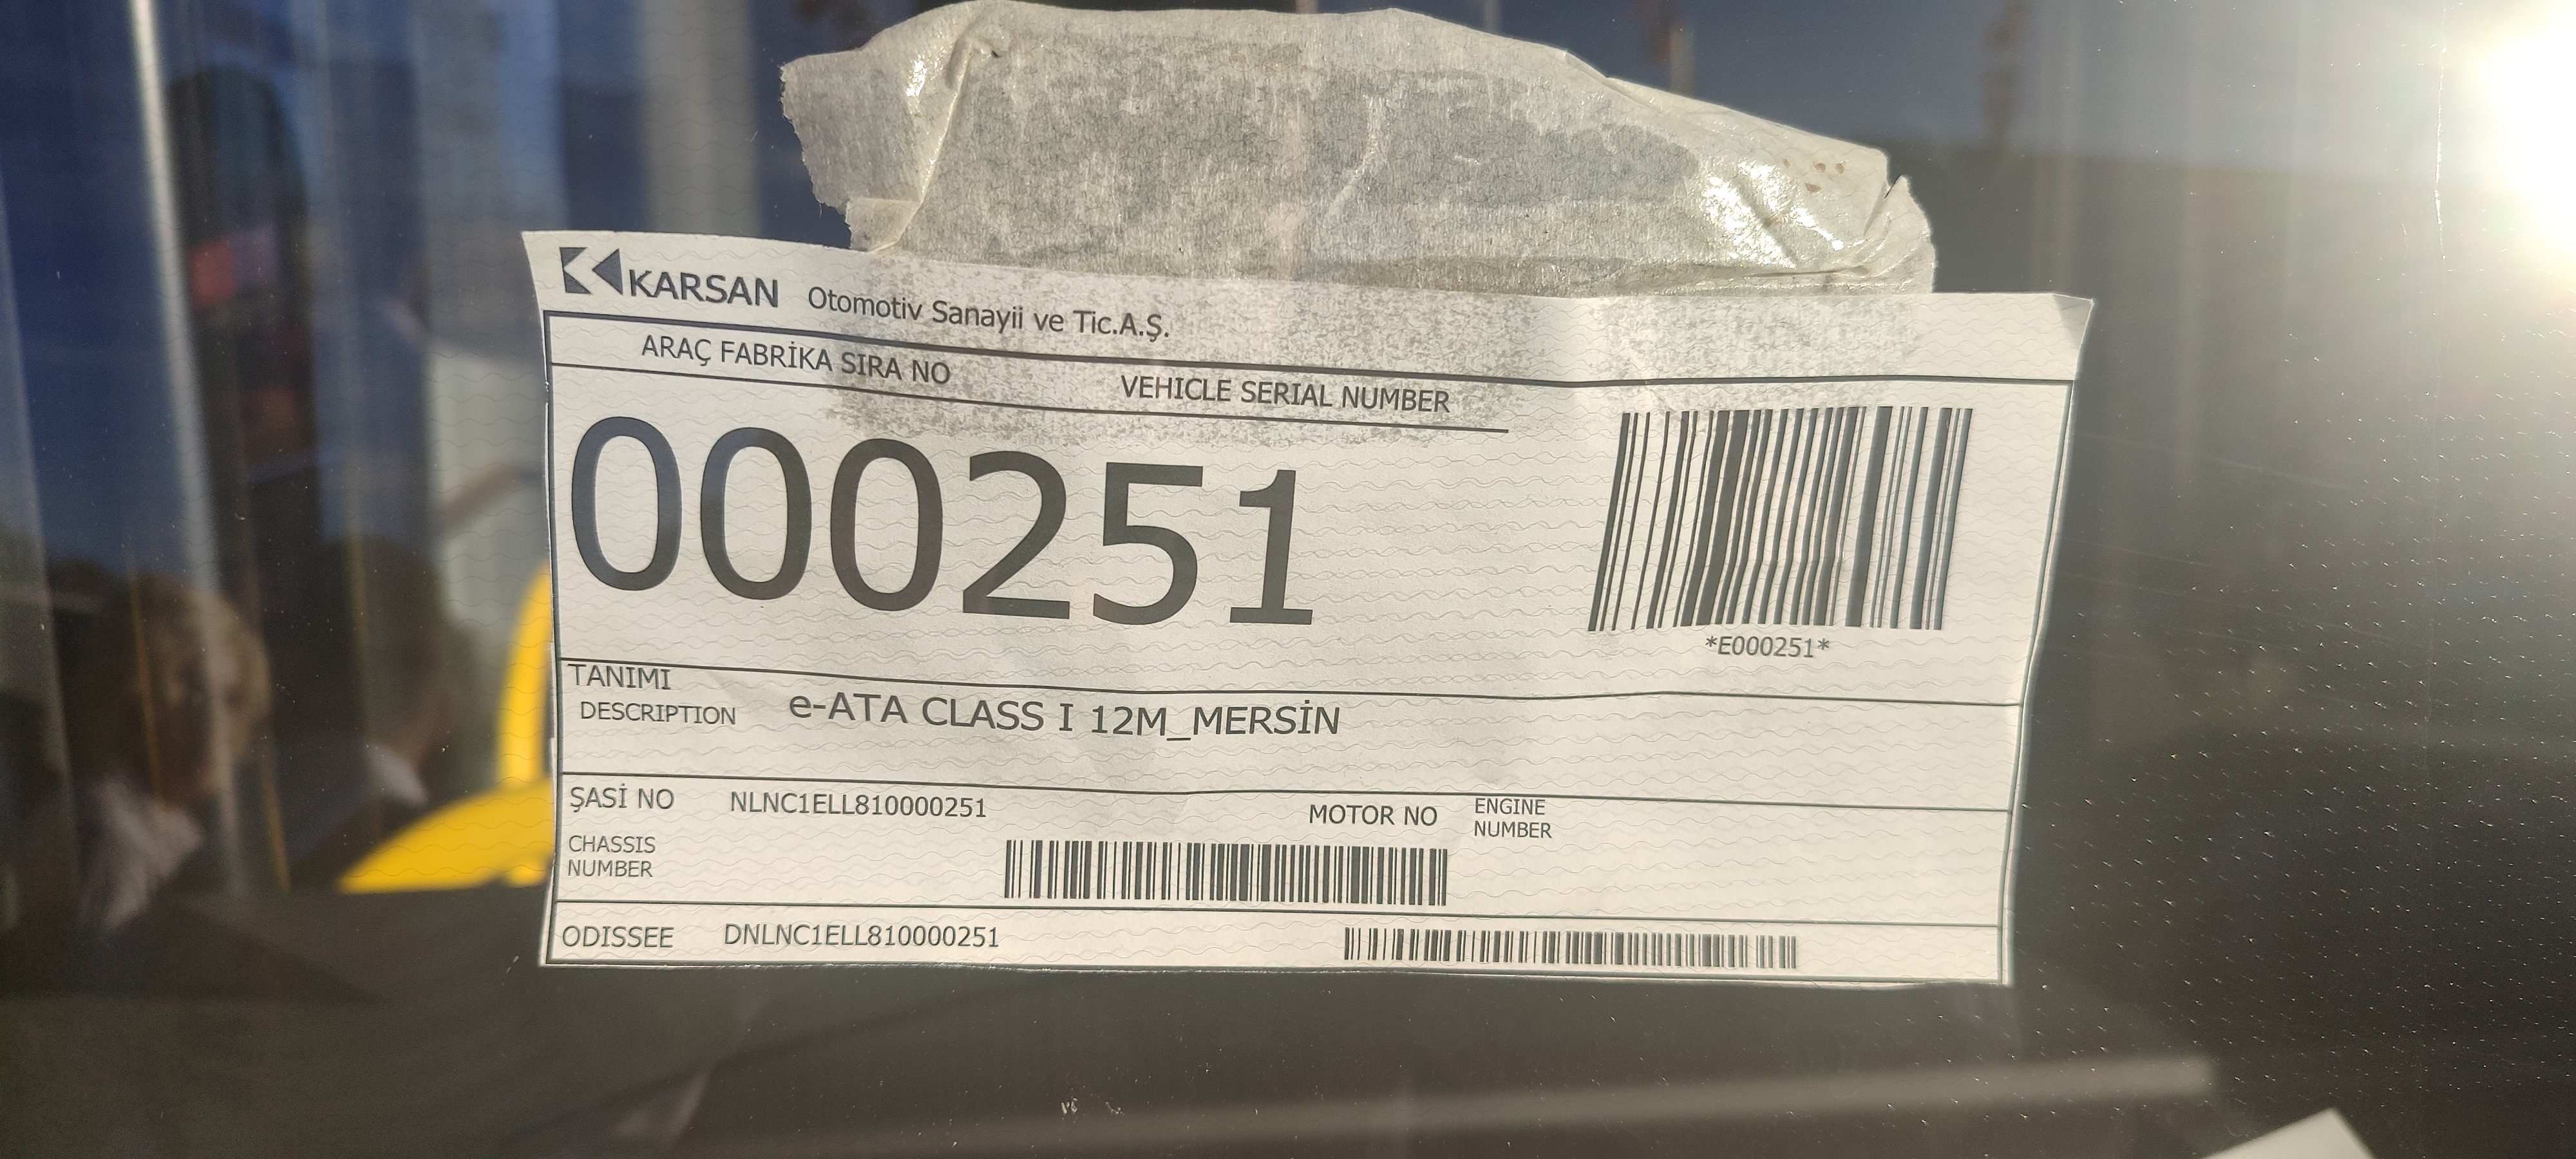 KARSAN Otomotiv Sanayii ve Tic.A.Ş.
ARAÇ FABRİKA SIRA NO VEHICLE SERIAL NUMBER
000251
*E000251*
TANIMI
DESCRIPTION e-ATA CLASS I 12M_MERSİN
ŞASİ NO NLNC1ELL810000251 MOTOR NO ENGINE
NUMBER
CHASSIS
NUMBER
ODISSEE DNLNC1ELL810000251